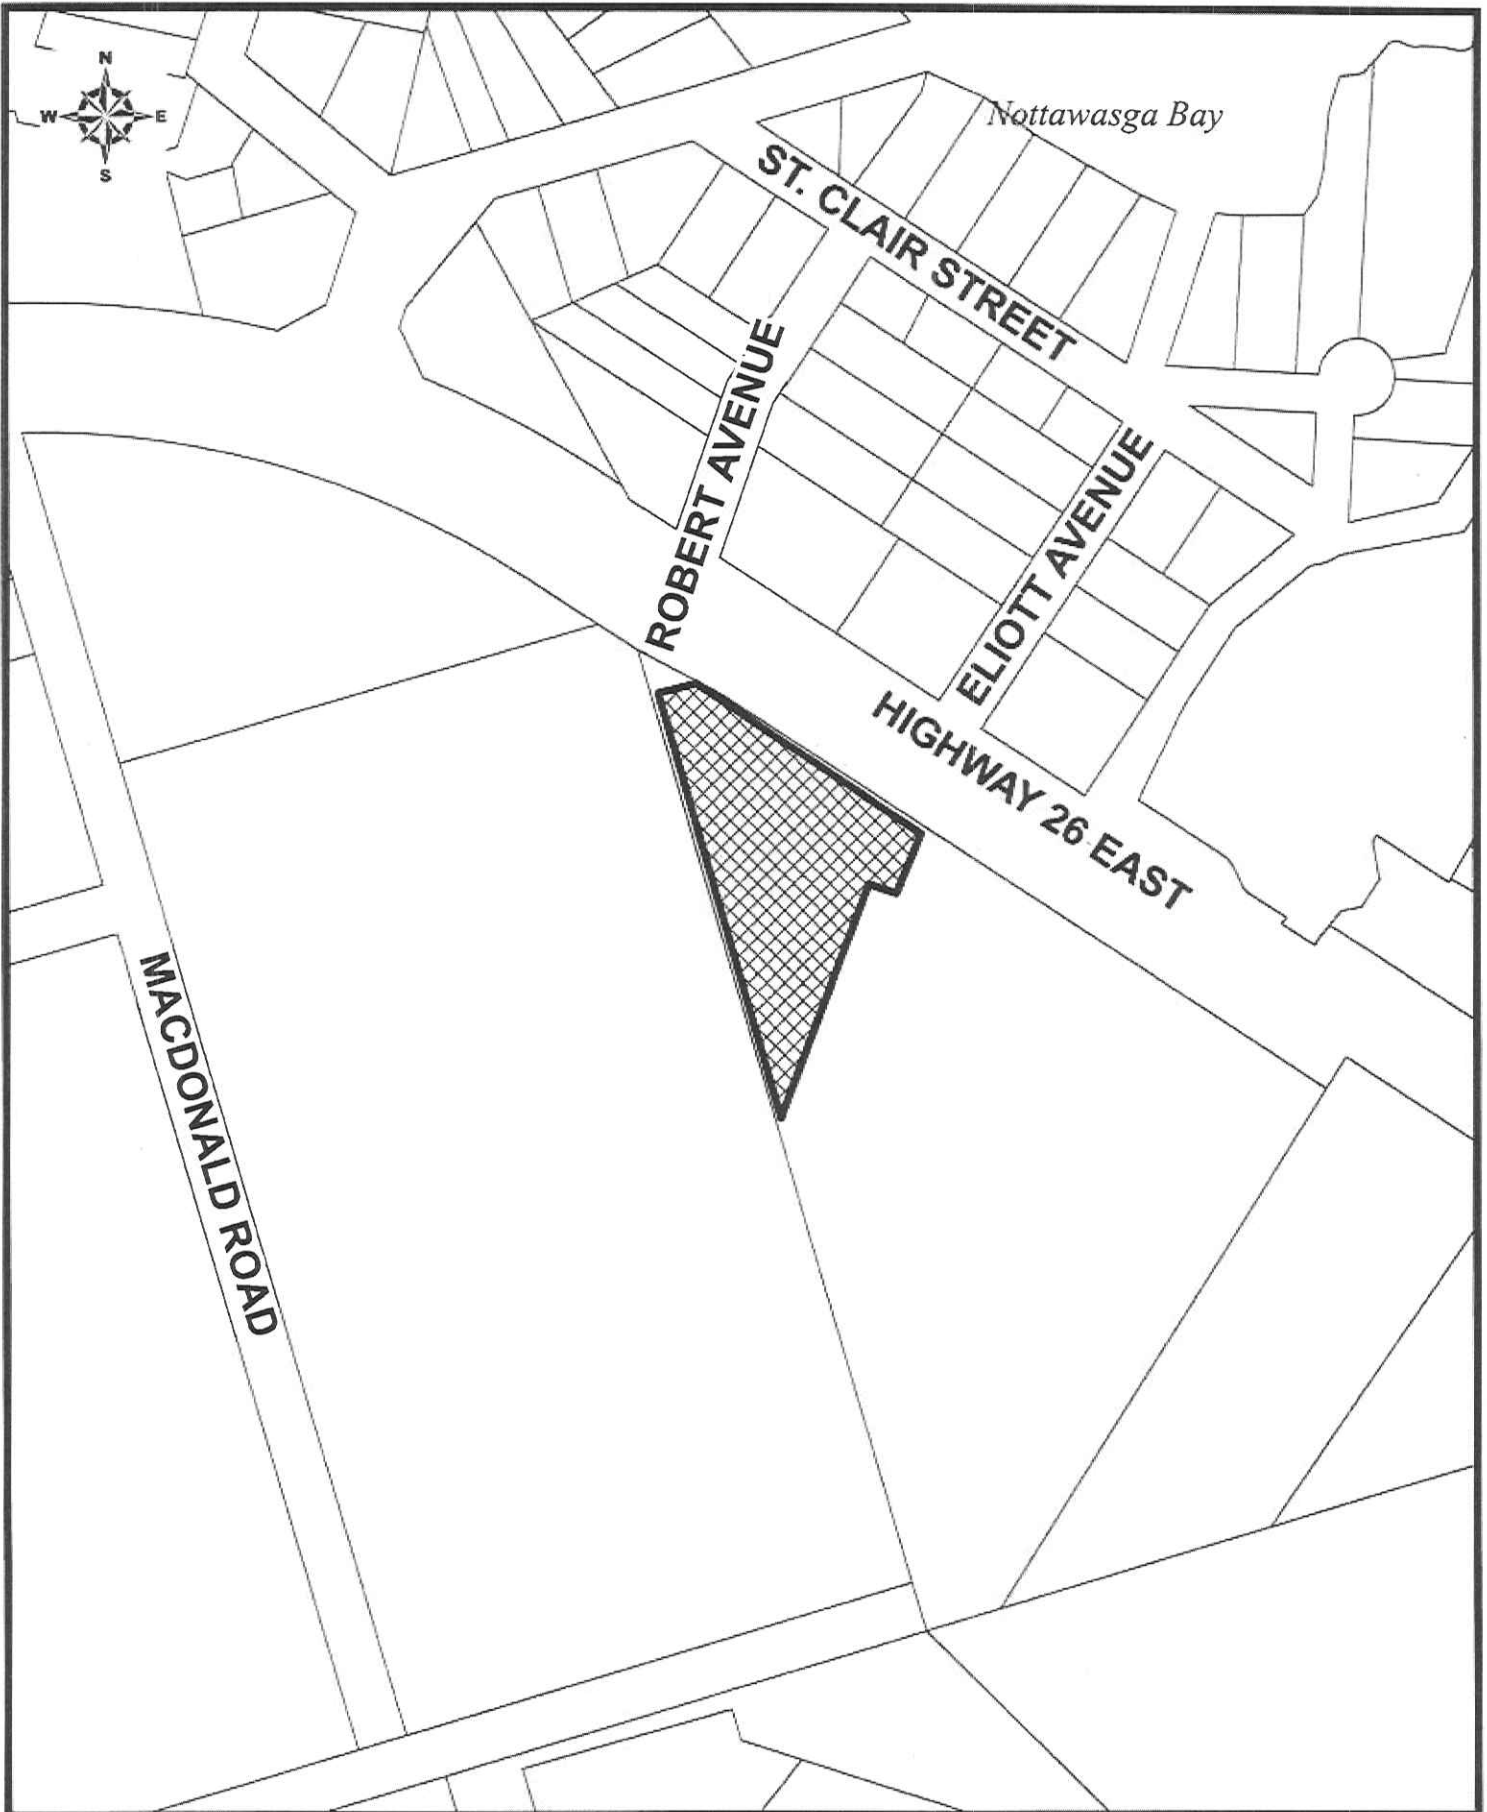 N
W E
S
Nottawasga Bay
ST. CLAIR STREET
ROBERT AVENUE
ELIOTT AVENUE
HIGHWAY 26 EAST
MACDONALD ROAD